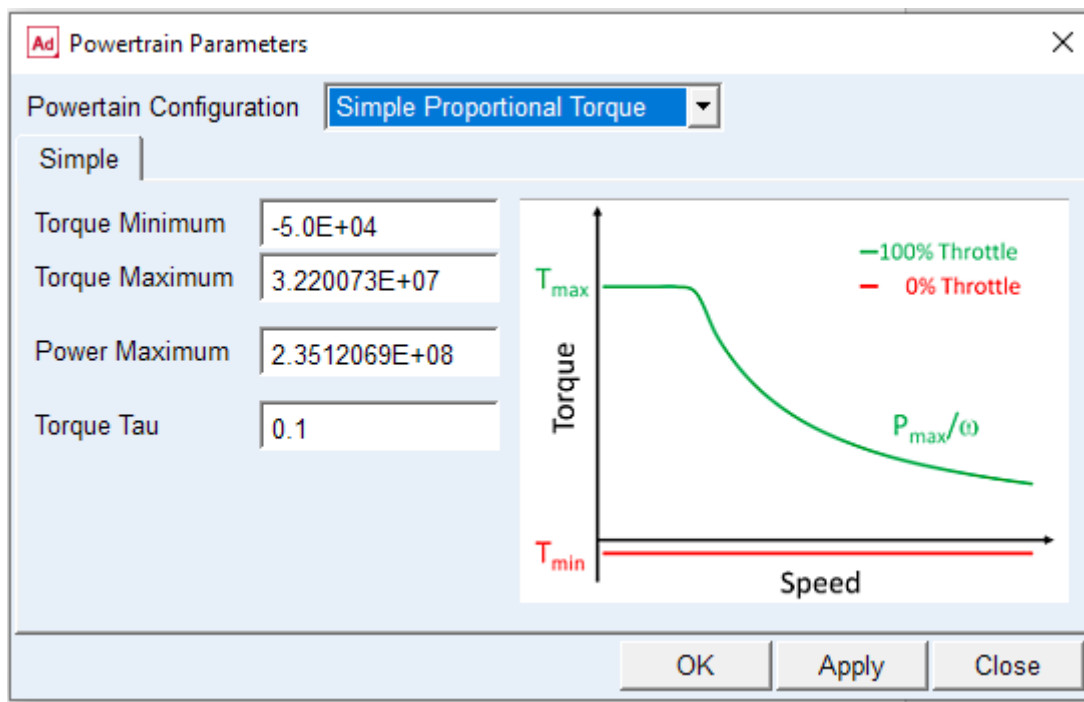 Ad Powertrain Parameters
Powertain Configuration Simple Proportional Torque
Simple
Torque Minimum -5.0E+04
Torque Maximum 3.220073E+07
Power Maximum 2.3512069E+08
Torque Tau 0.1
100% Throttle
0% Throttle
Tmax
Torque
Pmax/ω
Tmin
Speed
OK Apply Close